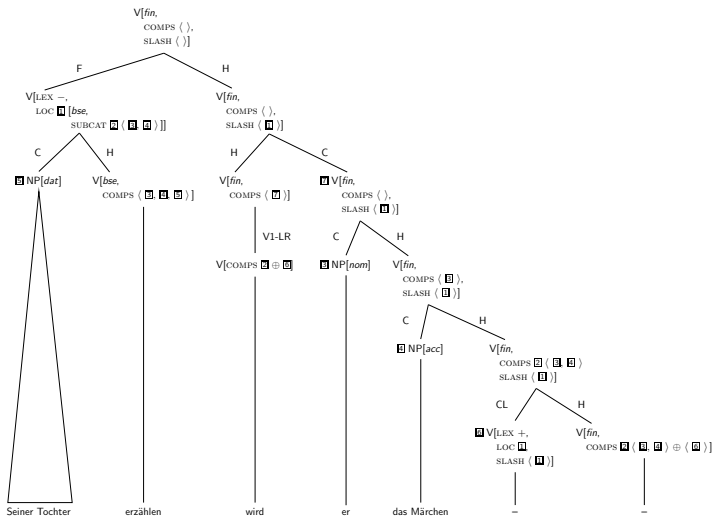 V[fin,
COMPS ⟨ ⟩,
SLASH ⟨ ⟩]
F H
V[LEX −,
LOC 1 [bse,
SUBCAT 2 ⟨ 3, 4 ⟩]]
V[fin,
COMPS ⟨ ⟩,
SLASH ⟨ 1 ⟩]
C H H C
5 NP[dat]
V[bse,
COMPS ⟨ 3, 4, 5 ⟩]
V[fin,
COMPS ⟨ 7 ⟩]
7 V[fin,
COMPS ⟨ ⟩,
SLASH ⟨ 1 ⟩]
V1-LR C H
V[COMPS 2 ⊕ 6]
3 NP[nom]
V[fin,
COMPS ⟨ 3 ⟩,
SLASH ⟨ 1 ⟩]
C H
4 NP[acc]
V[fin,
COMPS 2 ⟨ 3, 4 ⟩
SLASH ⟨ 1 ⟩]
CL H
6 V[LEX +,
LOC 1,
SLASH ⟨ 1 ⟩]
V[fin,
COMPS 2 ⟨ 3, 4 ⟩ ⊕ ⟨ 6 ⟩]
Seiner Tochter erzählen wird er das Märchen – –